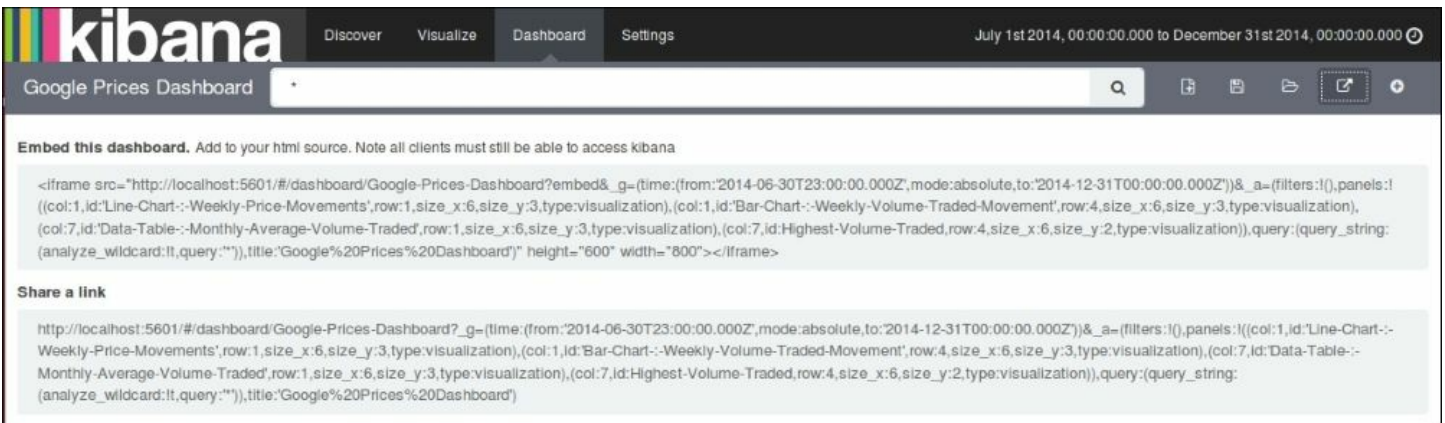 kibana Discover Visualize Dashboard Settings July 1st 2014, 00:00:00.000 to December 31st 2014, 00:00:00.000
Google Prices Dashboard *
Embed this dashboard. Add to your html source. Note all clients must still be able to access kibana
<iframe src="http://localhost:5601/#/dashboard/Google-Prices-Dashboard?embed&_g=(time:(from:'2014-06-30T23:00:00.000Z',mode:absolute,to:'2014-12-31T00:00:00.000Z'))&_a=(filters:!(),panels:!
((col:1,id:'Line-Chart-:-Weekly-Price-Movements',row:1,size_x:6,size_y:3,type:visualization),(col:1,id:'Bar-Chart-:-Weekly-Volume-Traded-Movement',row:4,size_x:6,size_y:3,type:visualization),
(col:7,id:'Data-Table-:-Monthly-Average-Volume-Traded',row:1,size_x:6,size_y:3,type:visualization),(col:7,id:Highest-Volume-Traded,row:4,size_x:6,size_y:2,type:visualization)),query:(query_string:
(analyze_wildcard:!t,query:'*')),title:'Google%20Prices%20Dashboard')" height="600" width="800"></iframe>
Share a link
http://localhost:5601/#/dashboard/Google-Prices-Dashboard?_g=(time:(from:'2014-06-30T23:00:00.000Z',mode:absolute,to:'2014-12-31T00:00:00.000Z'))&_a=(filters:!(),panels:!((col:1,id:'Line-Chart-:-
Weekly-Price-Movements',row:1,size_x:6,size_y:3,type:visualization),(col:1,id:'Bar-Chart-:-Weekly-Volume-Traded-Movement',row:4,size_x:6,size_y:3,type:visualization),(col:7,id:'Data-Table-:-
Monthly-Average-Volume-Traded',row:1,size_x:6,size_y:3,type:visualization),(col:7,id:Highest-Volume-Traded,row:4,size_x:6,size_y:2,type:visualization)),query:(query_string:
(analyze_wildcard:!t,query:'*')),title:'Google%20Prices%20Dashboard')